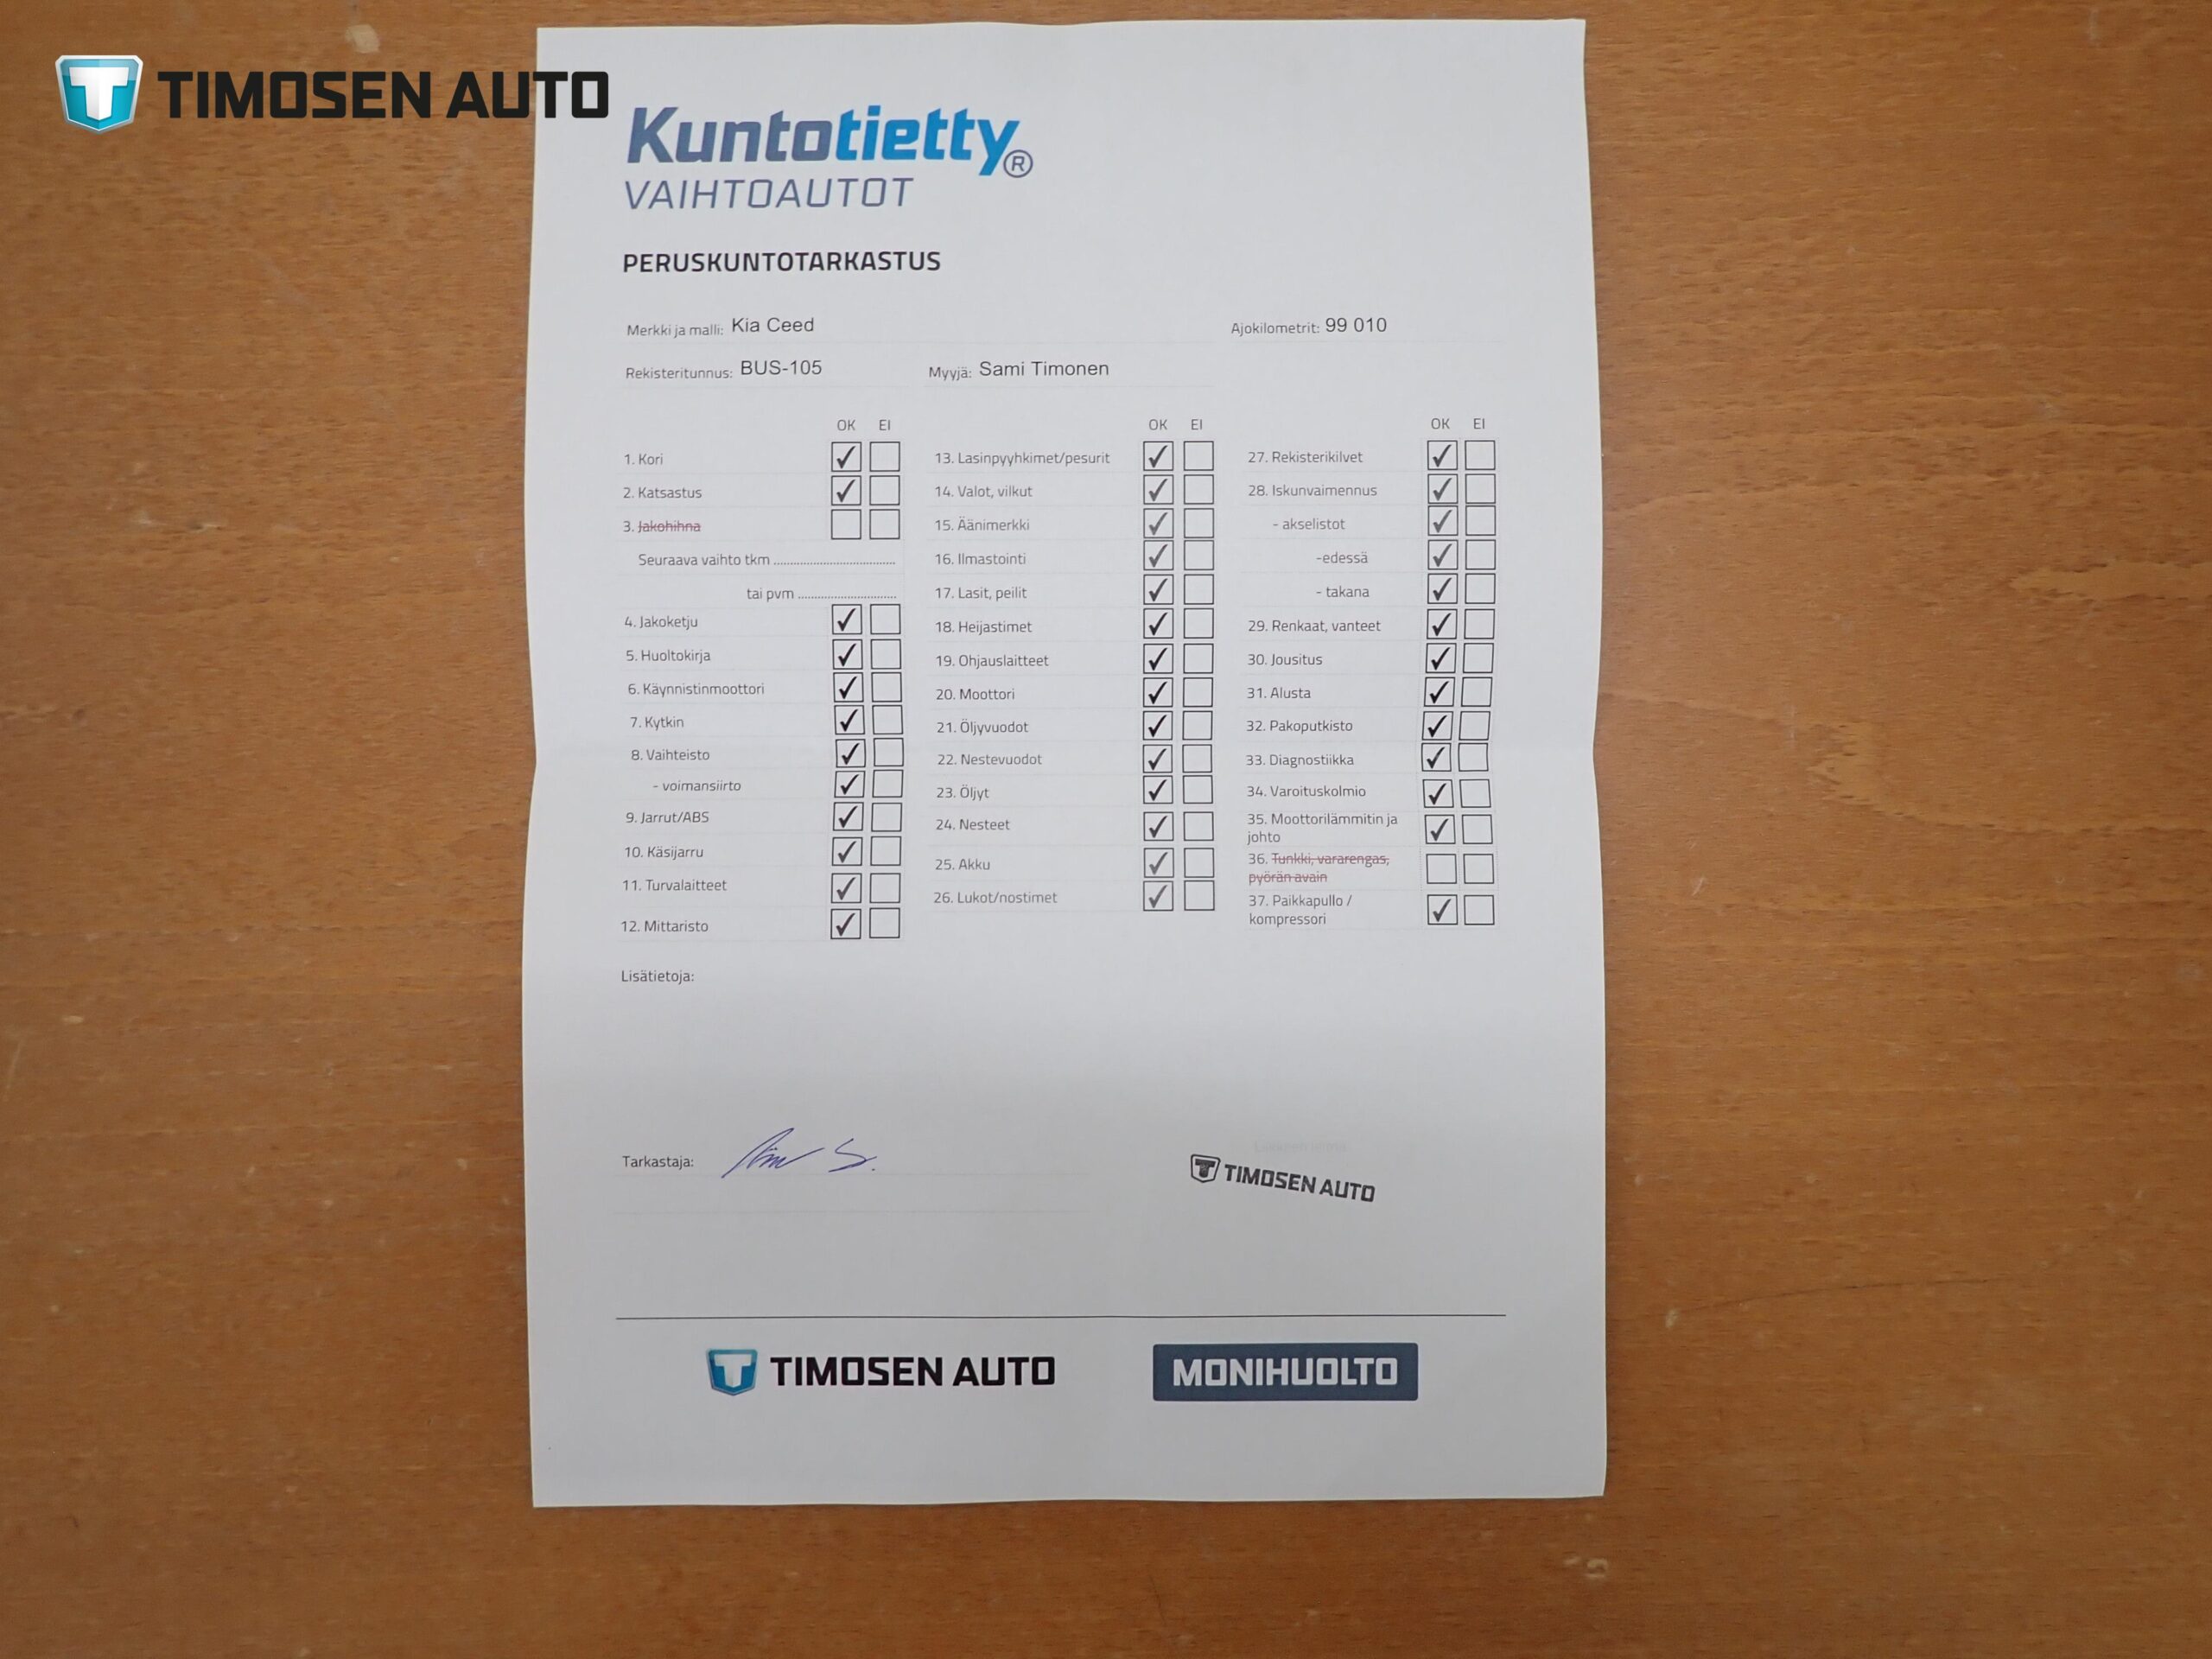 TIMOSEN AUTO
Kuntotietty®
VAIHTOAUTOT
PERUSKUNTOTARKASTUS
Merkki ja malli: Kia Ceed
Ajokilometrit: 99 010
Rekisteritunnus: BUS-105
Myyjä: Sami Timonen
OK EI
1. Kori
2. Katsastus
3. Jakohihna
Seuraava vaihto tkm
tai pvm
4. Jakoketju
5. Huoltokirja
6. Käynnistinmoottori
7. Kytkin
8. Vaihteisto
- voimansiirto
9. Jarrut/ABS
10. Käsijarru
11. Turvalaitteet
12. Mittaristo
OK EI
13. Lasinpyyhkimet/pesurit
14. Valot, vilkut
15. Äänimerkki
16. Ilmastointi
17. Lasit, peilit
18. Heijastimet
19. Ohjauslaitteet
20. Moottori
21. Öljyvuodot
22. Nestevuodot
23. Öljyt
24. Nesteet
25. Akku
26. Lukot/nostimet
OK EI
27. Rekisterikilvet
28. Iskunvaimennus
- akselistot
-edessä
- takana
29. Renkaat, vanteet
30. Jousitus
31. Alusta
32. Pakoputkisto
33. Diagnostiikka
34. Varoituskolmio
35. Moottorilämmitin ja
johto
36. Tunkki, vararengas,
pyörän avain
37. Paikkapullo /
kompressori
Lisätietoja:
Tarkastaja:
TIMOSEN AUTO
TIMOSEN AUTO
MONIHUOLTO